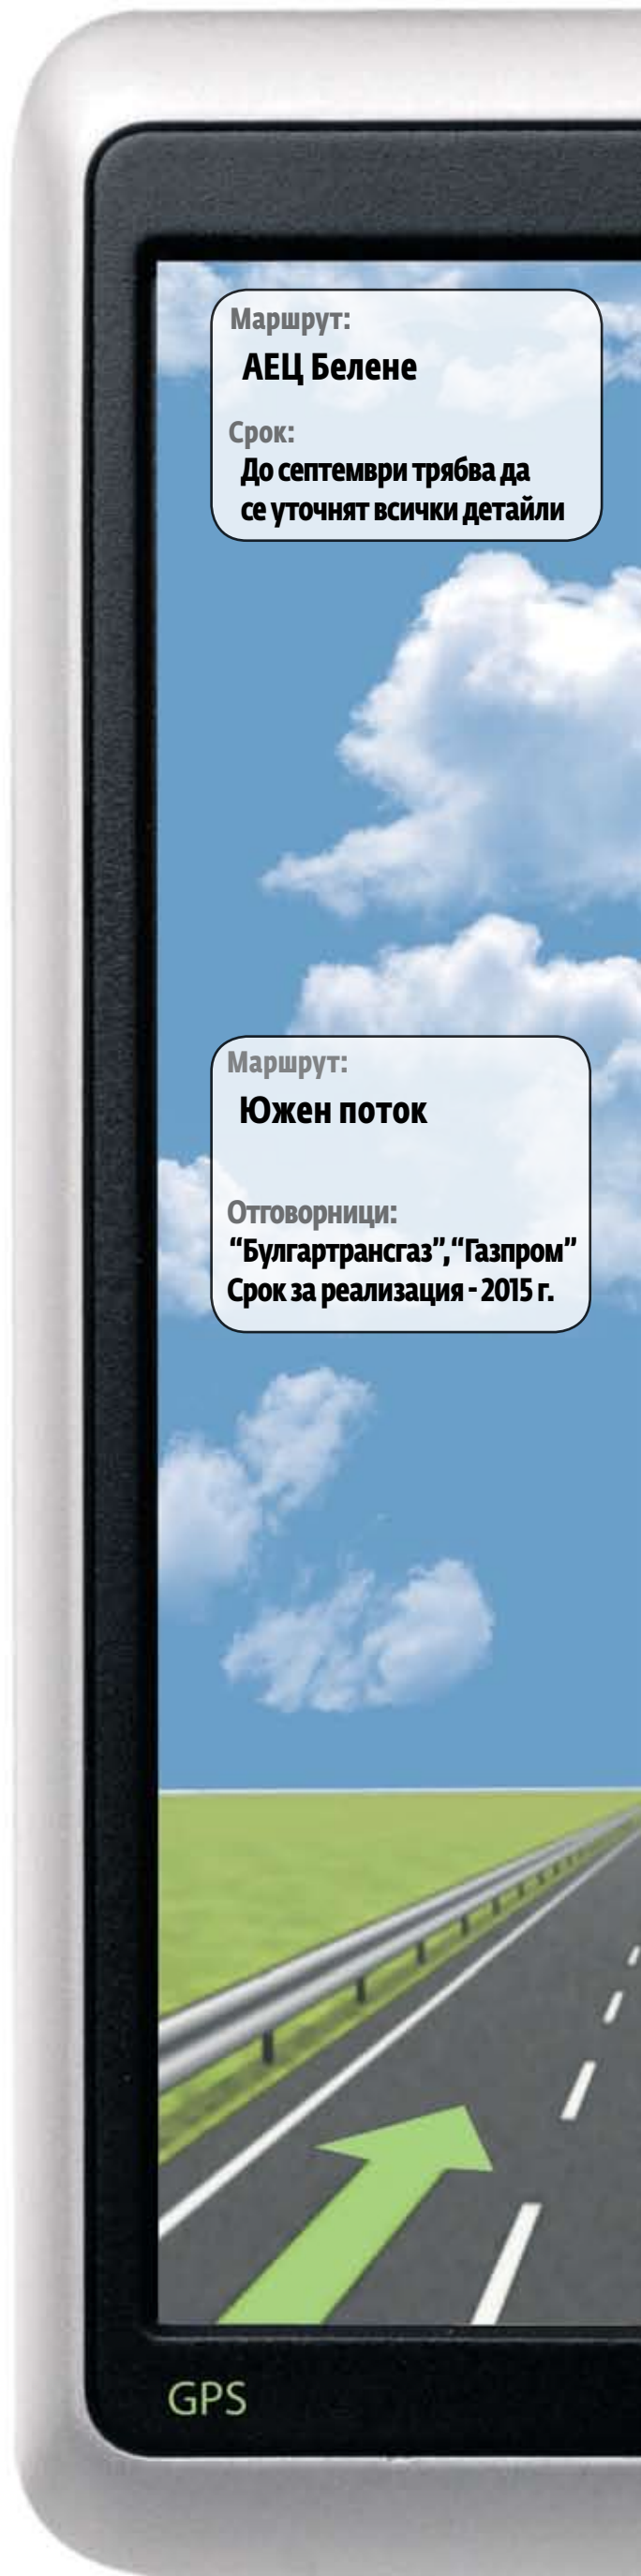 Маршрут:
АЕЦ Белене
Срок:
До септември трябва да
се уточнят всички детайли
Маршрут:
Южен поток
Отговорници:
“Булгартрансгаз”, “Газпром”
Срок за реализация - 2015 г.
GPS